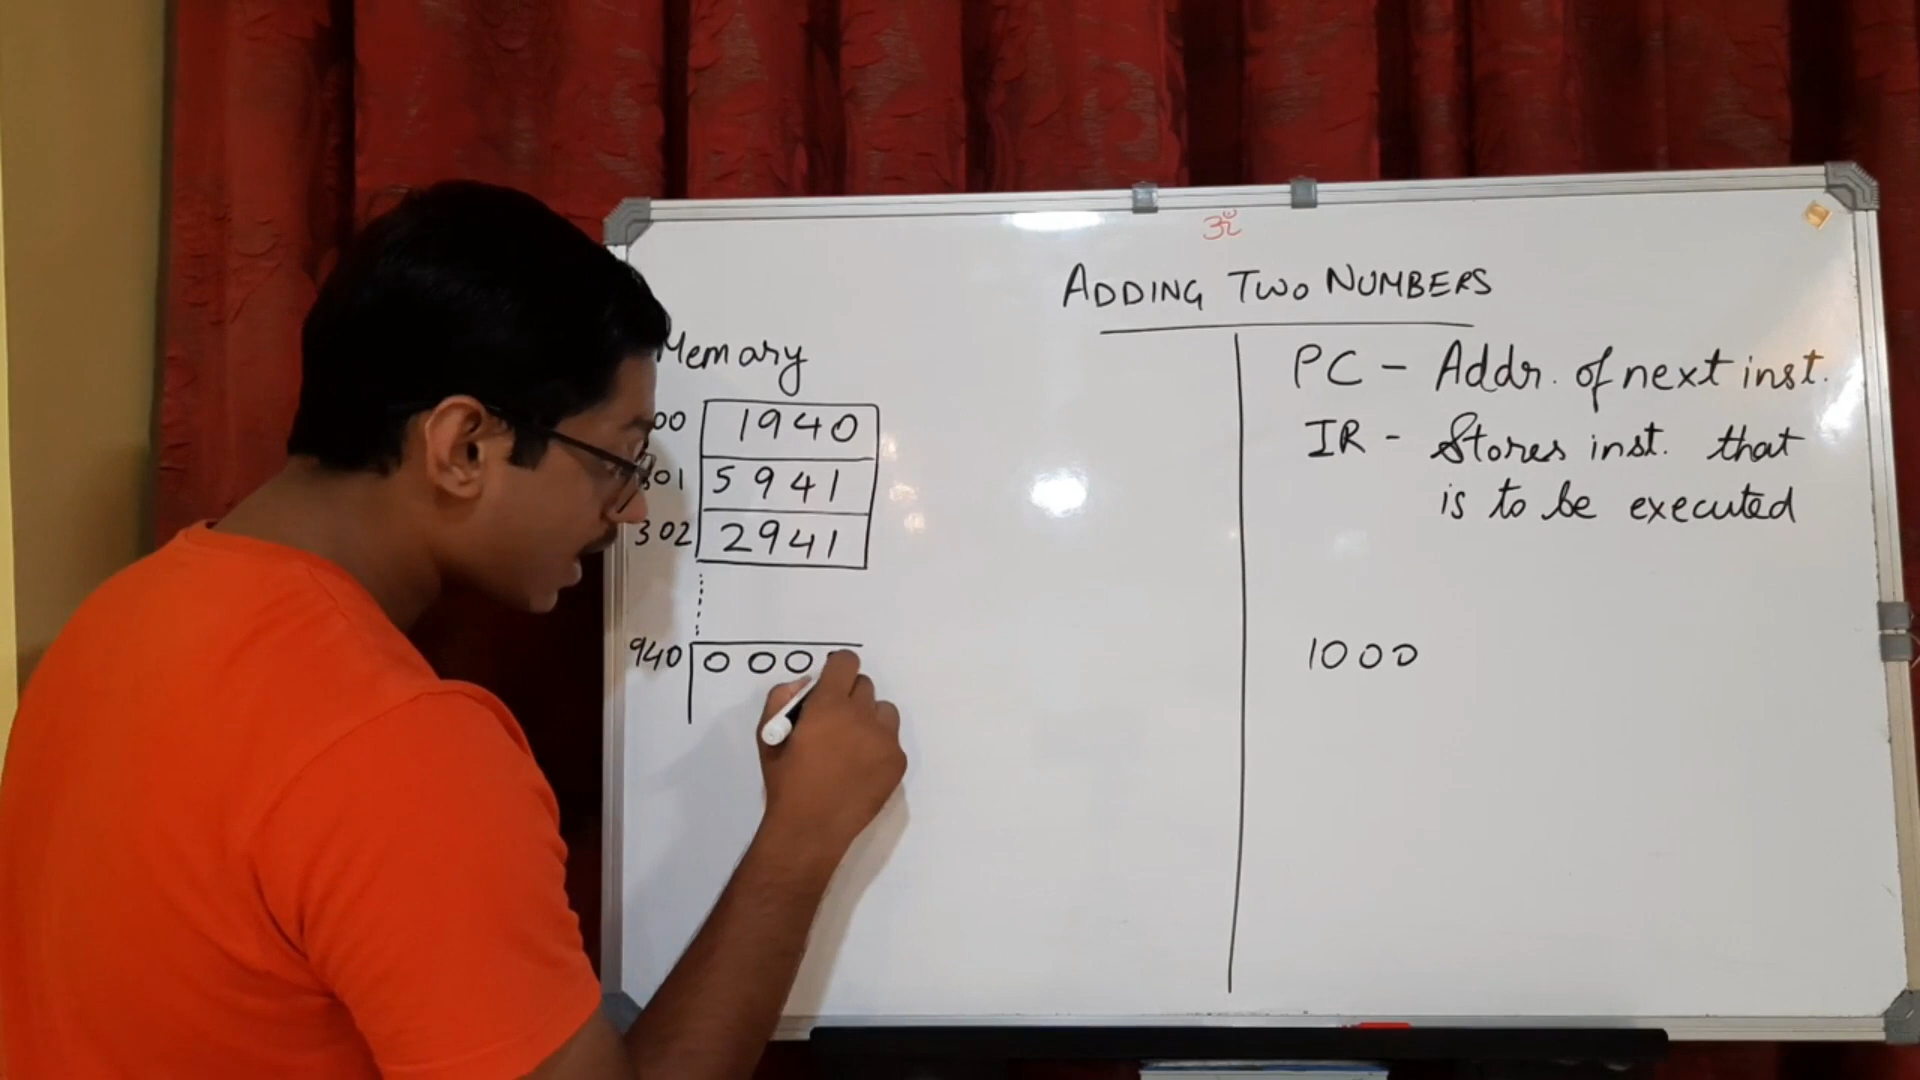 ॐ
ADDING TWO NUMBERS
Memory
00 1940
301 5941
302 2941
940 000
PC - Addr. of next inst.
IR - Stores inst. that
is to be executed
1000